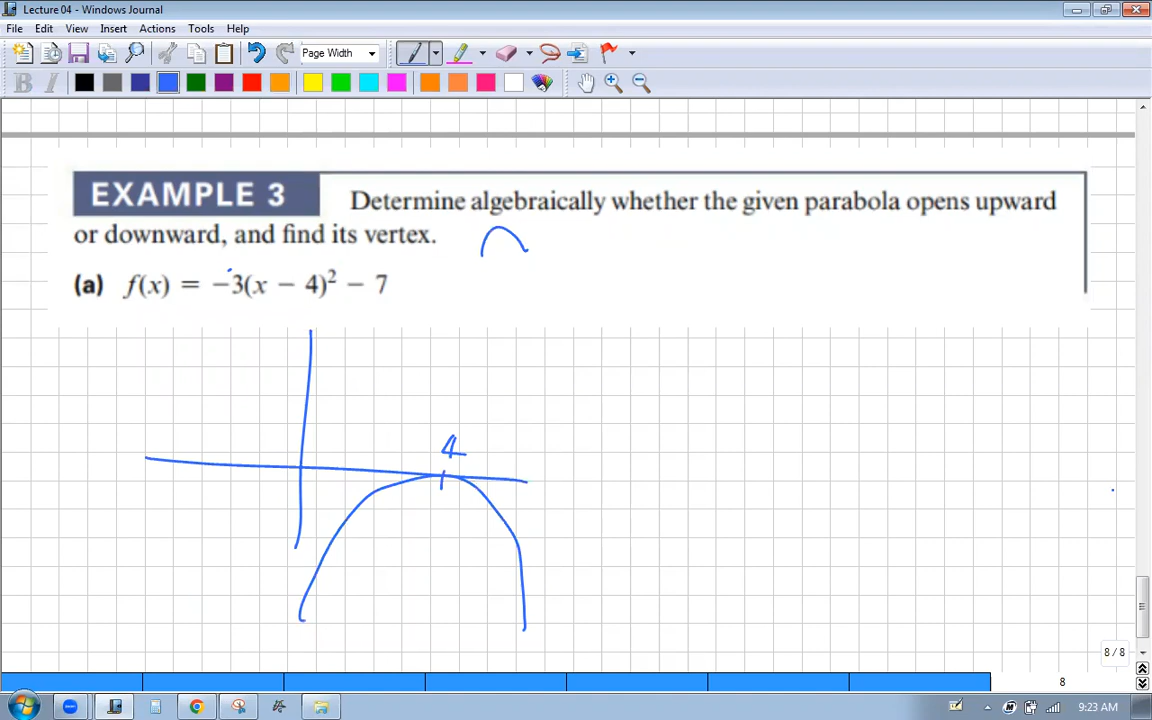 Lecture 04 - Windows Journal
File Edit View Insert Actions Tools Help
Page Width
B I
EXAMPLE 3 Determine algebraically whether the given parabola opens upward
or downward, and find its vertex.
(a) f(x) = −3(x − 4)² − 7
4
8 / 8
8
9:23 AM